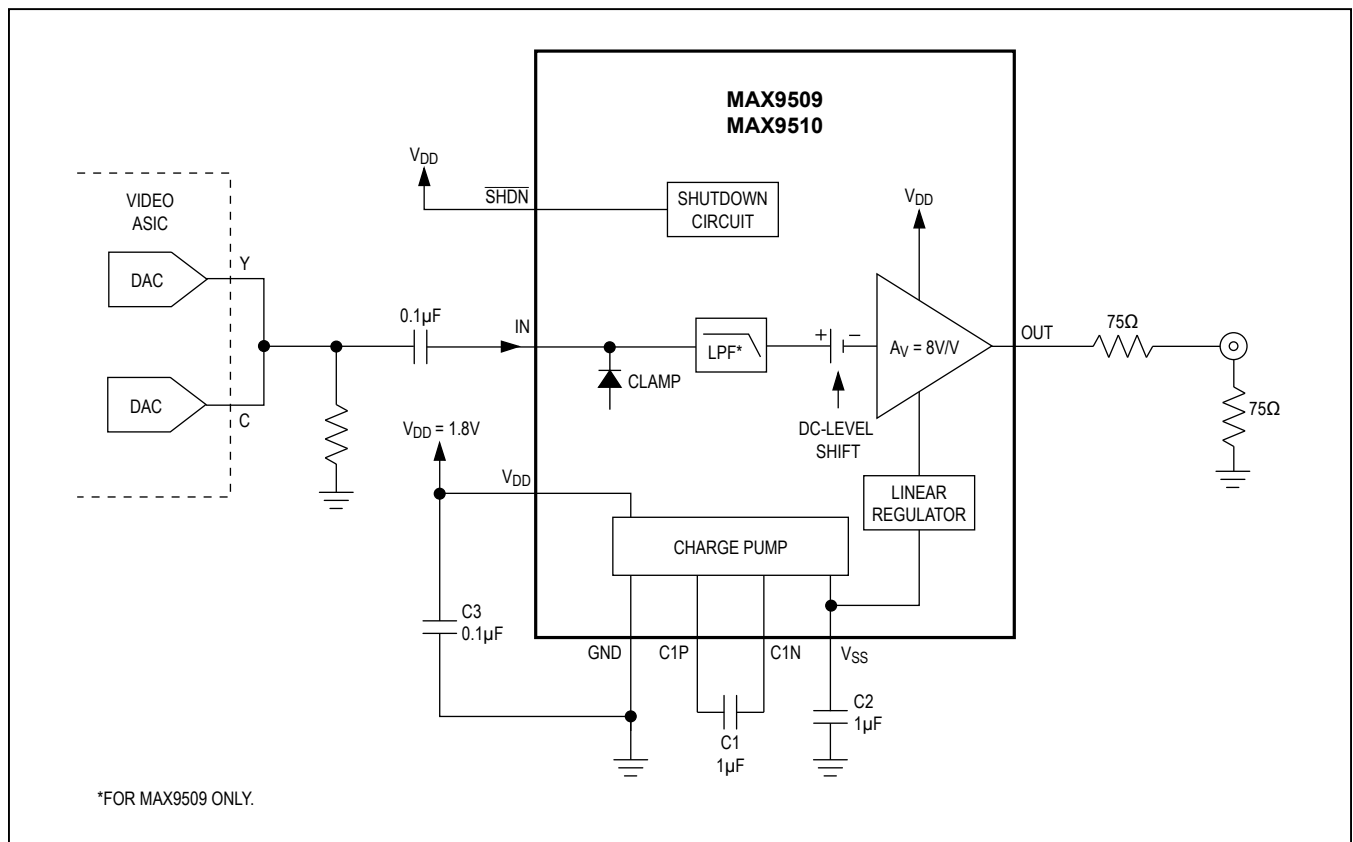 MAX9509
MAX9510
VDD
SHDN
SHUTDOWN
CIRCUIT
VDD
VIDEO
ASIC
DAC
Y
DAC
C
0.1µF
IN
CLAMP
LPF*
+ −
DC-LEVEL
SHIFT
AV = 8V/V
OUT
75Ω
75Ω
VDD = 1.8V
VDD
LINEAR
REGULATOR
CHARGE PUMP
C3
0.1µF
GND
C1P
C1N
VSS
C1
1µF
C2
1µF
*FOR MAX9509 ONLY.